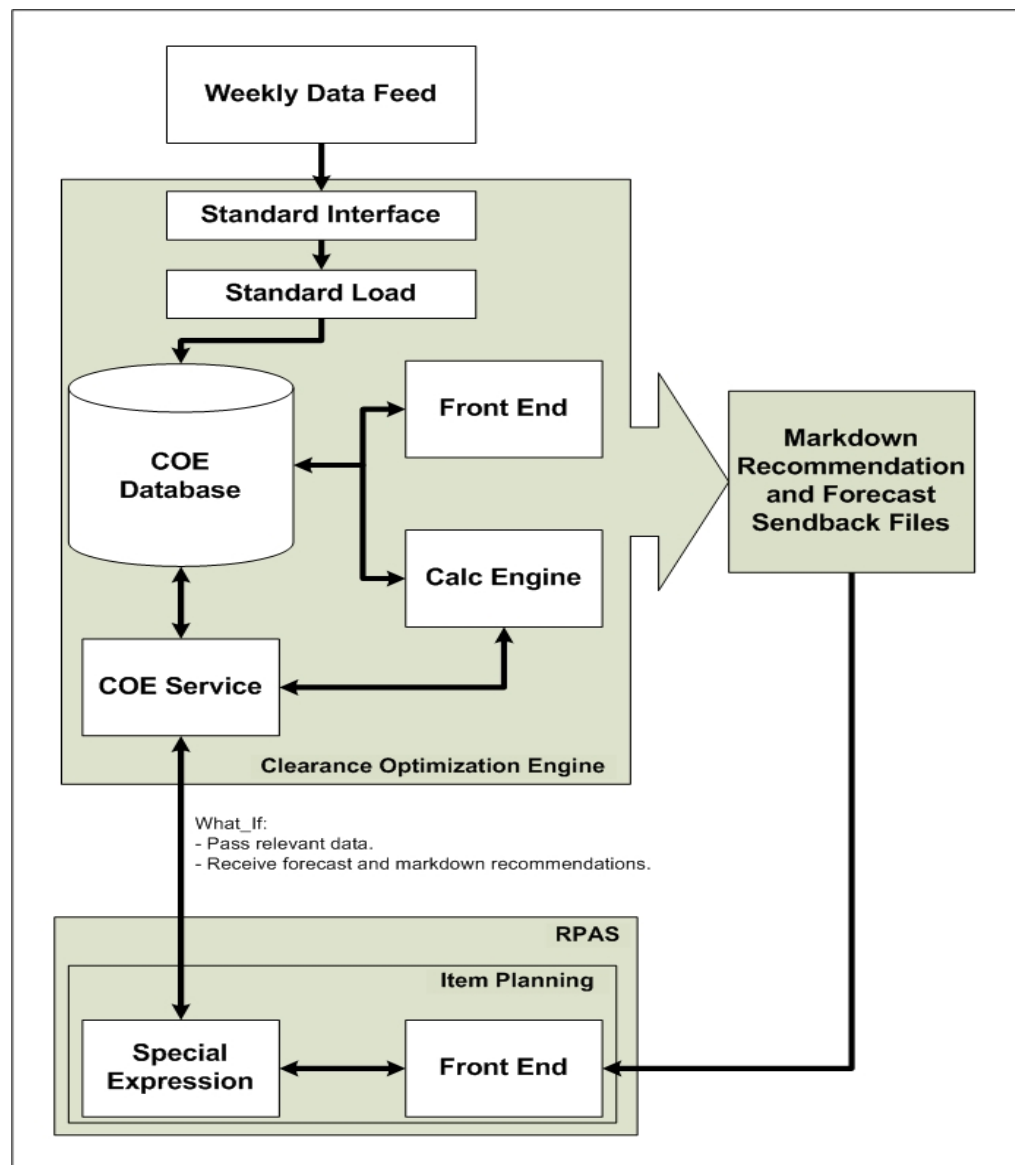 Weekly Data Feed
Standard Interface
Standard Load
COE
Database
Front End
Calc Engine
COE Service
Clearance Optimization Engine
Markdown
Recommendation
and Forecast
Sendback Files
What_If:
- Pass relevant data.
- Receive forecast and markdown recommendations.
RPAS
Item Planning
Special
Expression
Front End